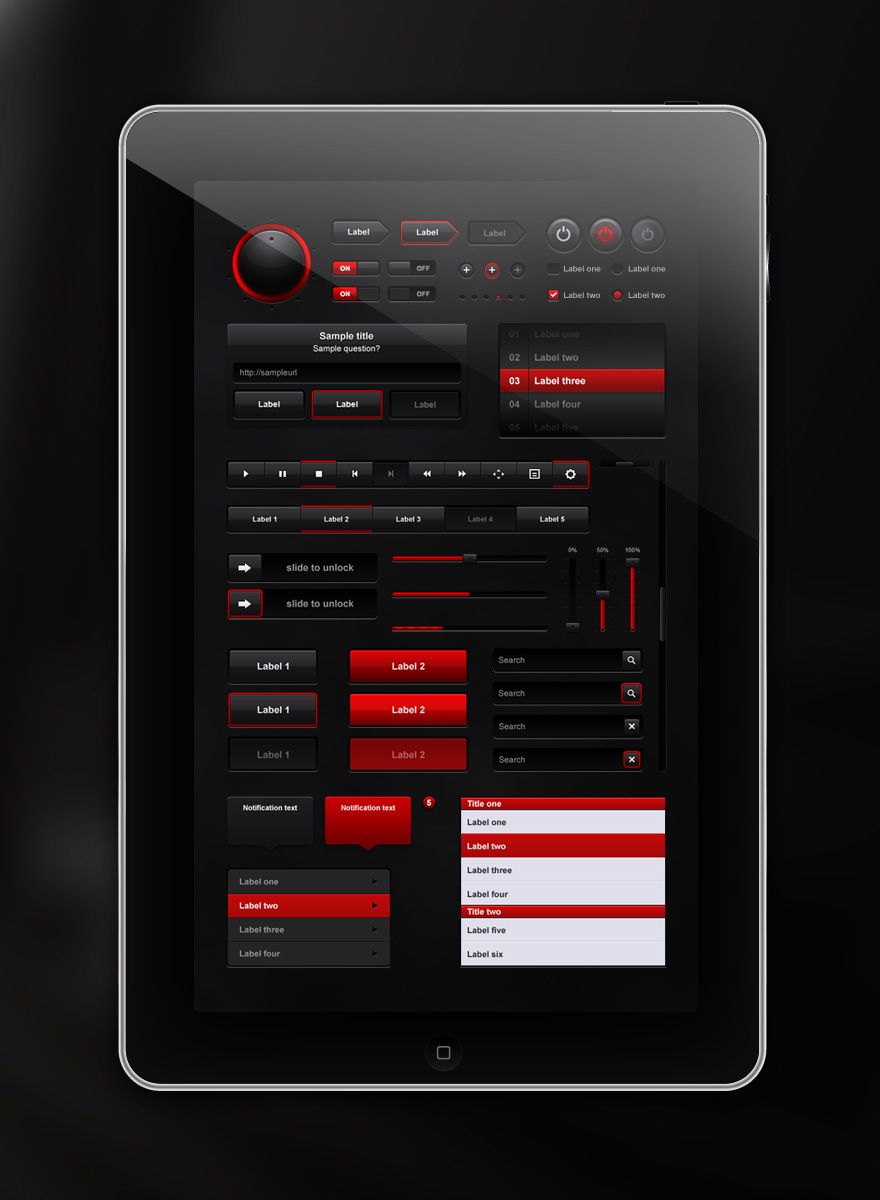 Label Label Label
ON OFF
Label one Label one
ON OFF
Label two Label two
Sample title
Sample question?
http://sampleurl
Label Label Label
01 Label one
02 Label two
03 Label three
04 Label four
05 Label five
Label 1 Label 2 Label 3 Label 4 Label 5
0% 50% 100%
slide to unlock
slide to unlock
Label 1 Label 2
Label 1 Label 2
Label 1 Label 2
Search
Search
Search
Search
Notification text Notification text 5
Label one
Label two
Label three
Label four
Title one
Label one
Label two
Label three
Label four
Title two
Label five
Label six